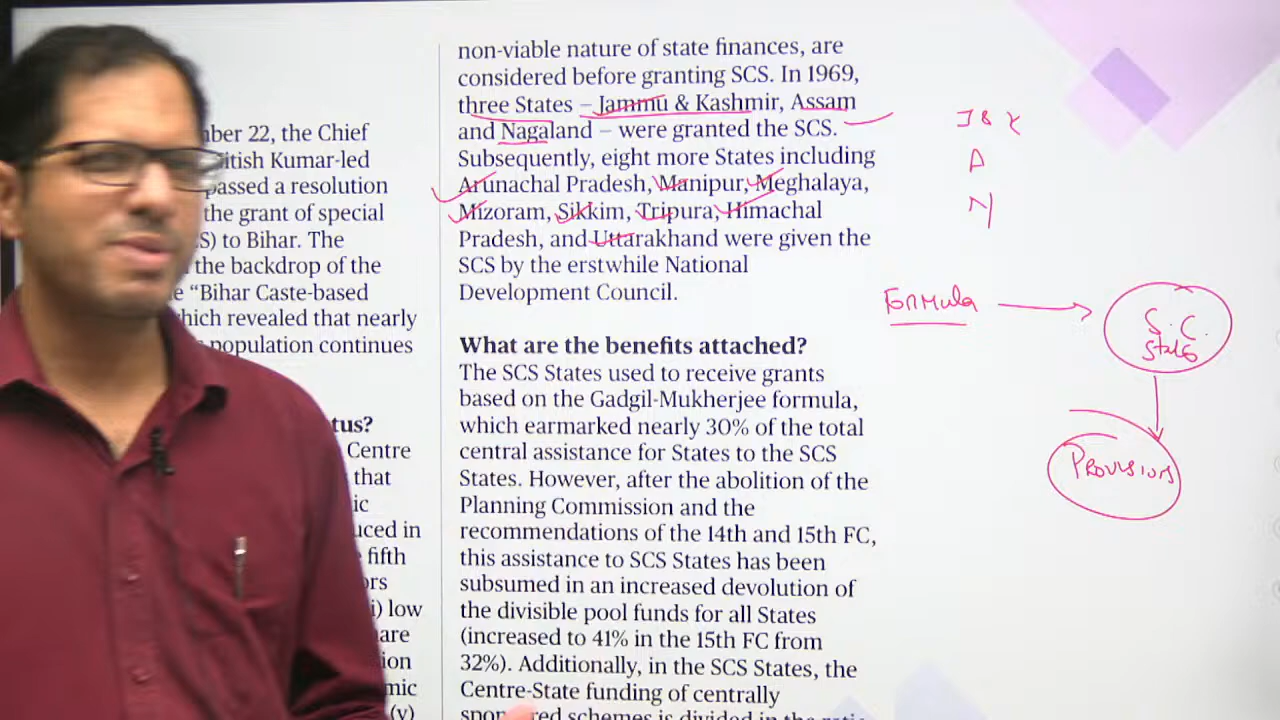 ber 22, the Chief
itish Kumar-led
passed a resolution
the grant of special
S) to Bihar. The
the backdrop of the
e “Bihar Caste-based
hich revealed that nearly
population continues
tus?
Centre
that
ic
uced in
fifth
ors
i) low
are
ion
mic
(v)
non-viable nature of state finances, are
considered before granting SCS. In 1969,
three States – Jammu & Kashmir, Assam
and Nagaland – were granted the SCS.
Subsequently, eight more States including
Arunachal Pradesh, Manipur, Meghalaya,
Mizoram, Sikkim, Tripura, Himachal
Pradesh, and Uttarakhand were given the
SCS by the erstwhile National
Development Council.
What are the benefits attached?
The SCS States used to receive grants
based on the Gadgil-Mukherjee formula,
which earmarked nearly 30% of the total
central assistance for States to the SCS
States. However, after the abolition of the
Planning Commission and the
recommendations of the 14th and 15th FC,
this assistance to SCS States has been
subsumed in an increased devolution of
the divisible pool funds for all States
(increased to 41% in the 15th FC from
32%). Additionally, in the SCS States, the
Centre-State funding of centrally
schemes is divided in the
J & K
A
N
FORMULA
S.C.
States
PROVISIONS